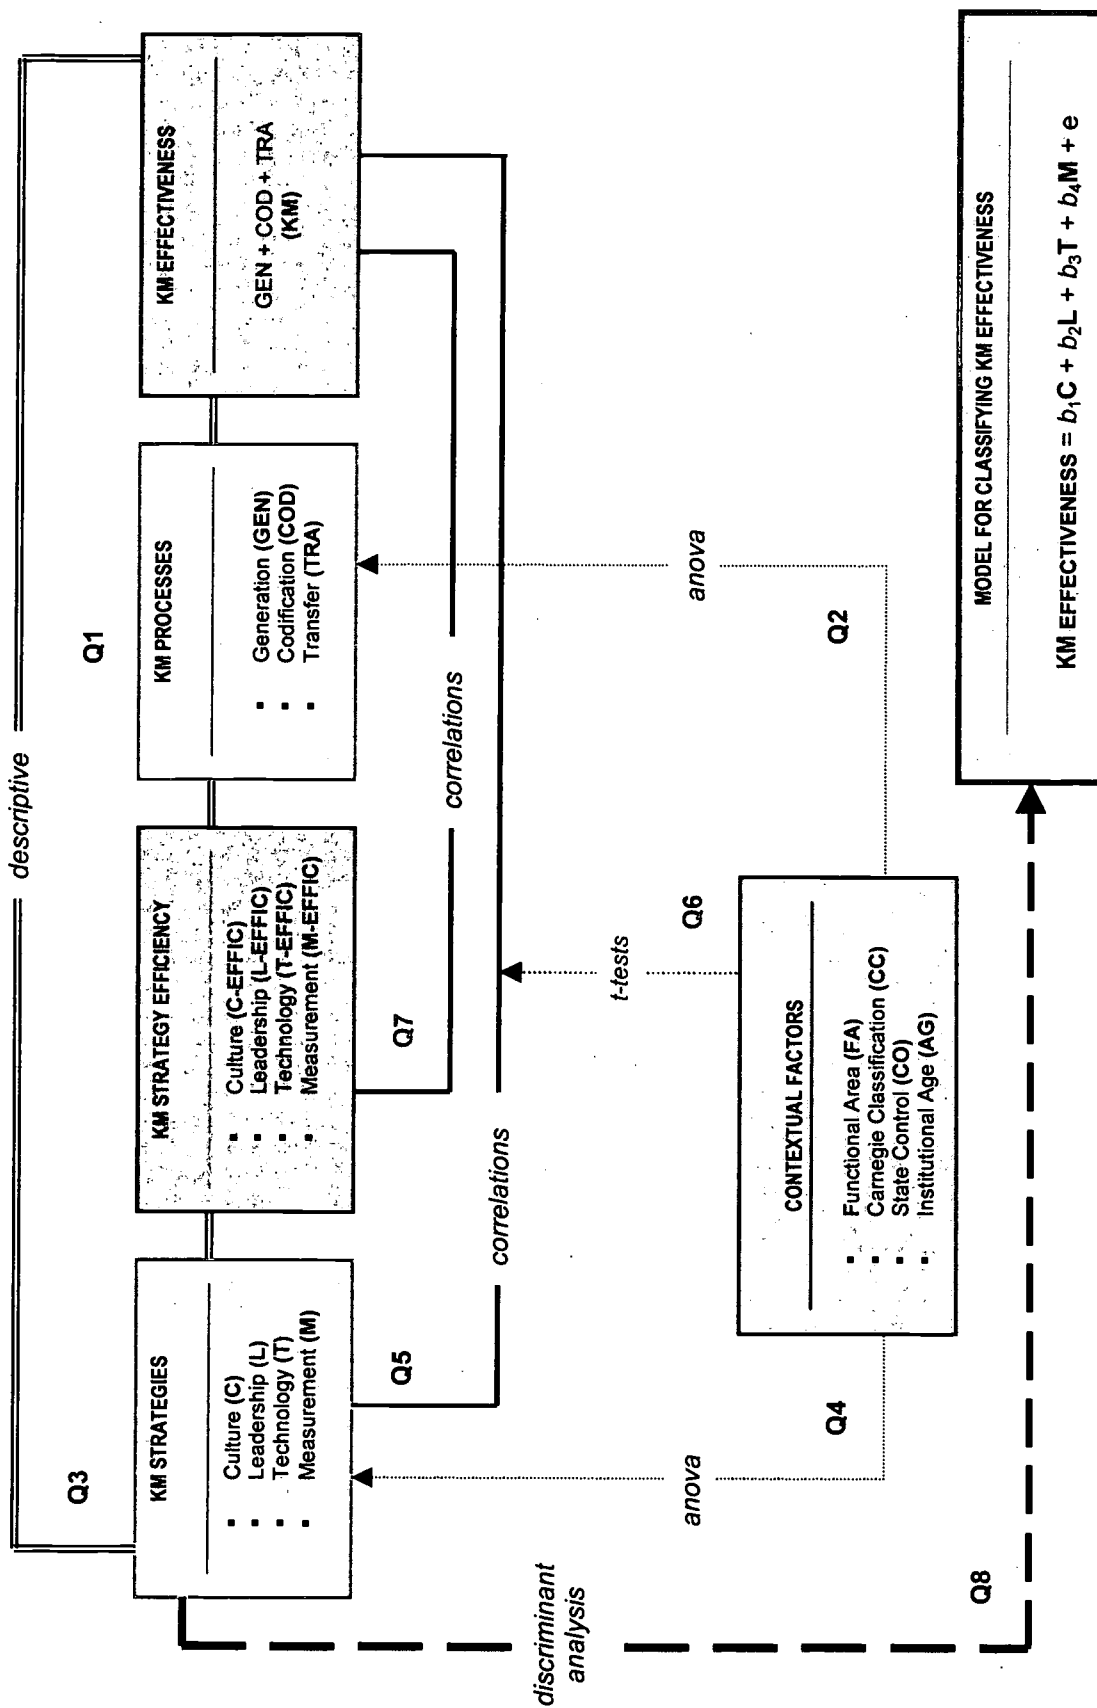 descriptive
Q3
Q1
KM STRATEGIES
Culture (C)
Leadership (L)
Technology (T)
Measurement (M)
KM STRATEGY EFFICIENCY
Culture (C-EFFIC)
Leadership (L-EFFIC)
Technology (T-EFFIC)
Measurement (M-EFFIC)
KM PROCESSES
Generation (GEN)
Codification (COD)
Transfer (TRA)
KM EFFECTIVENESS
GEN + COD + TRA
(KM)
Q5
Q7
correlations
correlations
t-tests
Q6
anova
Q4
anova
Q2
CONTEXTUAL FACTORS
Functional Area (FA)
Carnegie Classification (CC)
State Control (CO)
Institutional Age (AG)
discriminant
analysis
Q8
MODEL FOR CLASSIFYING KM EFFECTIVENESS
KM EFFECTIVENESS = b₁C + b₂L + b₃T + b₄M + e